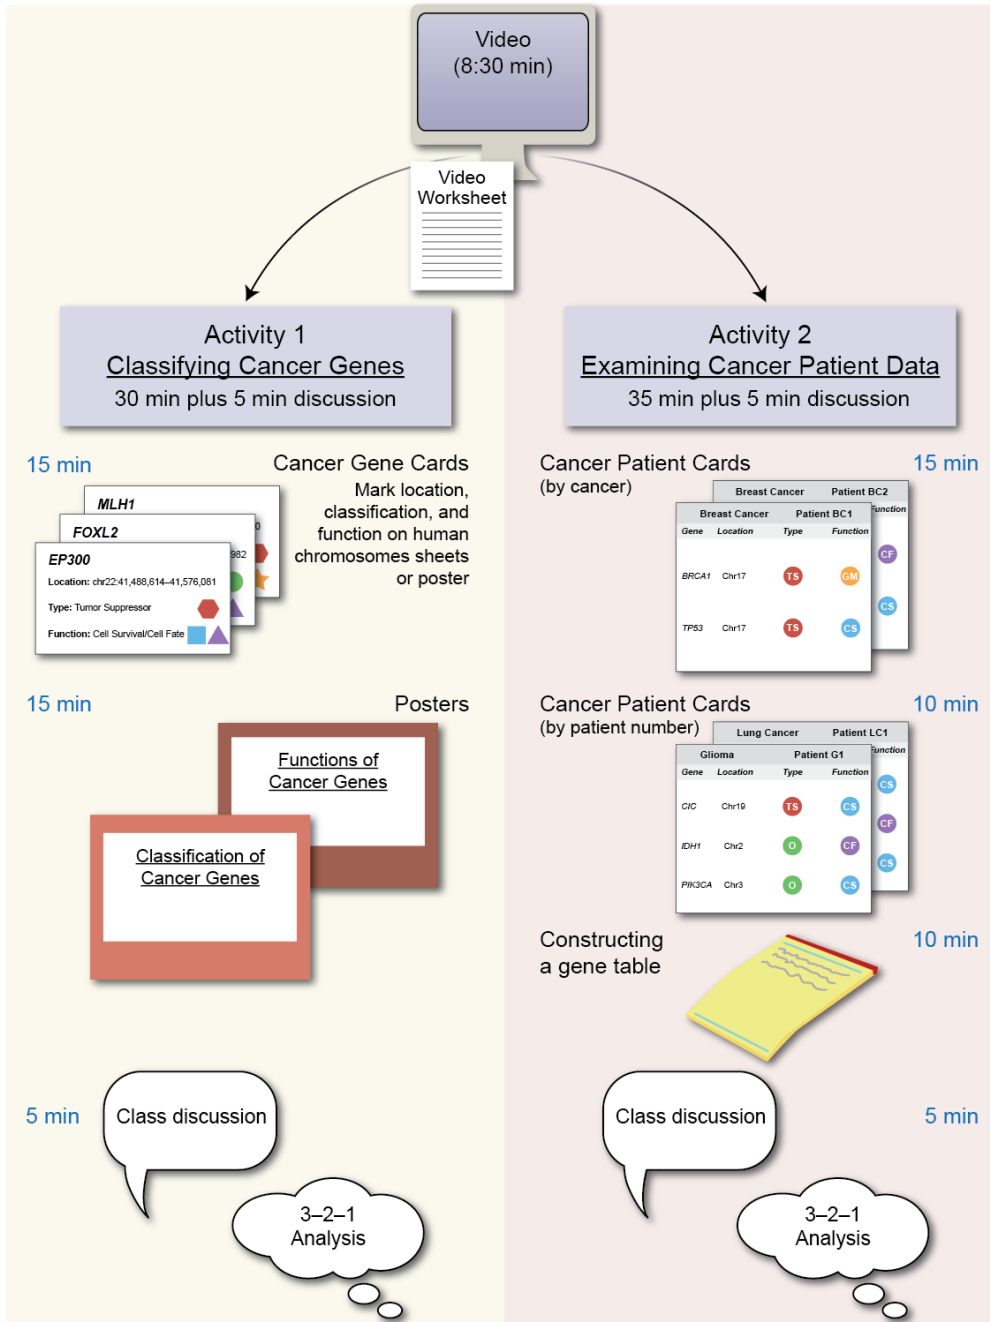 Video
(8:30 min)
Video
Worksheet
Activity 1
Classifying Cancer Genes
30 min plus 5 min discussion
Activity 2
Examining Cancer Patient Data
35 min plus 5 min discussion
15 min
Cancer Gene Cards
Mark location,
classification, and
function on human
chromosomes sheets
or poster
MLH1
0
FOXL2
982
EP300
Location: chr22:41,488,614–41,576,081
Type: Tumor Suppressor
Function: Cell Survival/Cell Fate
15 min
Posters
Functions of
Cancer Genes
Classification of
Cancer Genes
5 min
Class discussion
3–2–1
Analysis
Cancer Patient Cards
(by cancer)
15 min
Breast Cancer Patient BC2
Function
CF
CS
Breast Cancer Patient BC1
Gene Location Type Function
BRCA1 Chr17 TS GM
TP53 Chr17 TS CS
Cancer Patient Cards
(by patient number)
10 min
Lung Cancer Patient LC1
Function
CS
CF
CS
Glioma Patient G1
Gene Location Type Function
CIC Chr19 TS CS
IDH1 Chr2 O CF
PIK3CA Chr3 O CS
Constructing
a gene table
10 min
Class discussion
5 min
3–2–1
Analysis